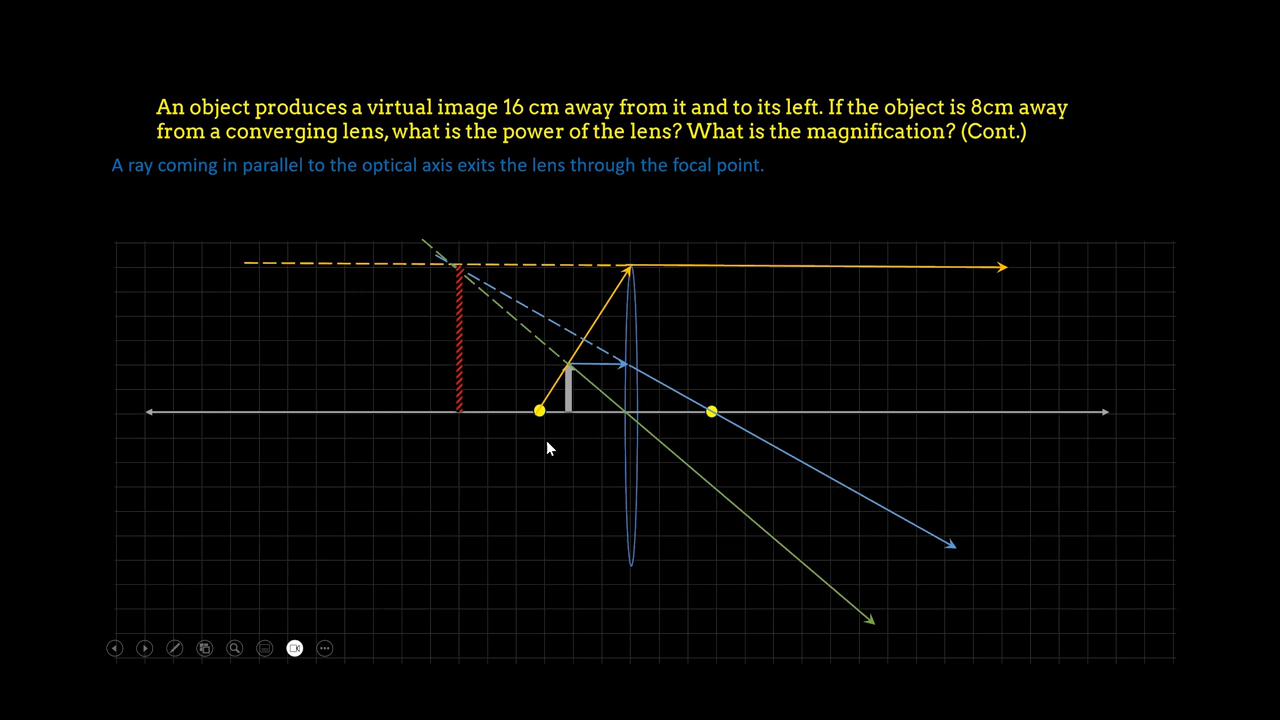 An object produces a virtual image 16 cm away from it and to its left. If the object is 8cm away
from a converging lens, what is the power of the lens? What is the magnification? (Cont.)
A ray coming in parallel to the optical axis exits the lens through the focal point.